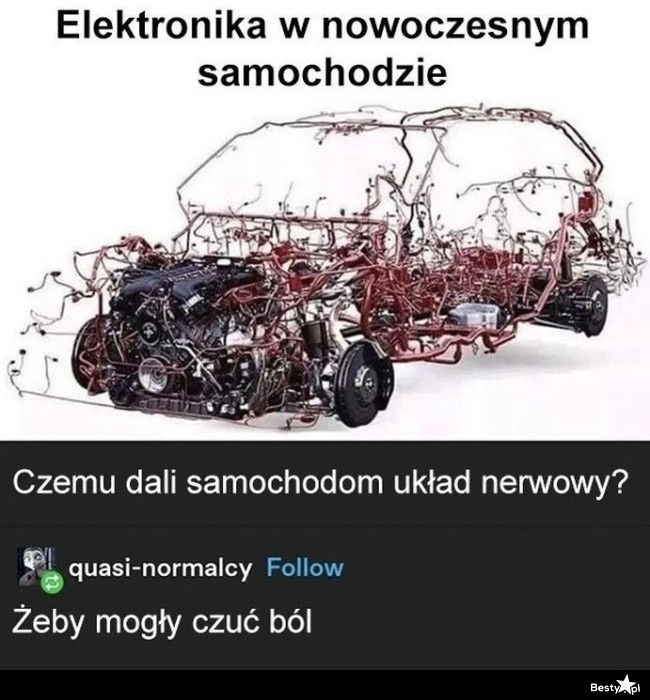 Elektronika w nowoczesnym
samochodzie
Czemu dali samochodom układ nerwowy?
quasi-normalcy Follow
Żeby mogły czuć ból
Besty.pl